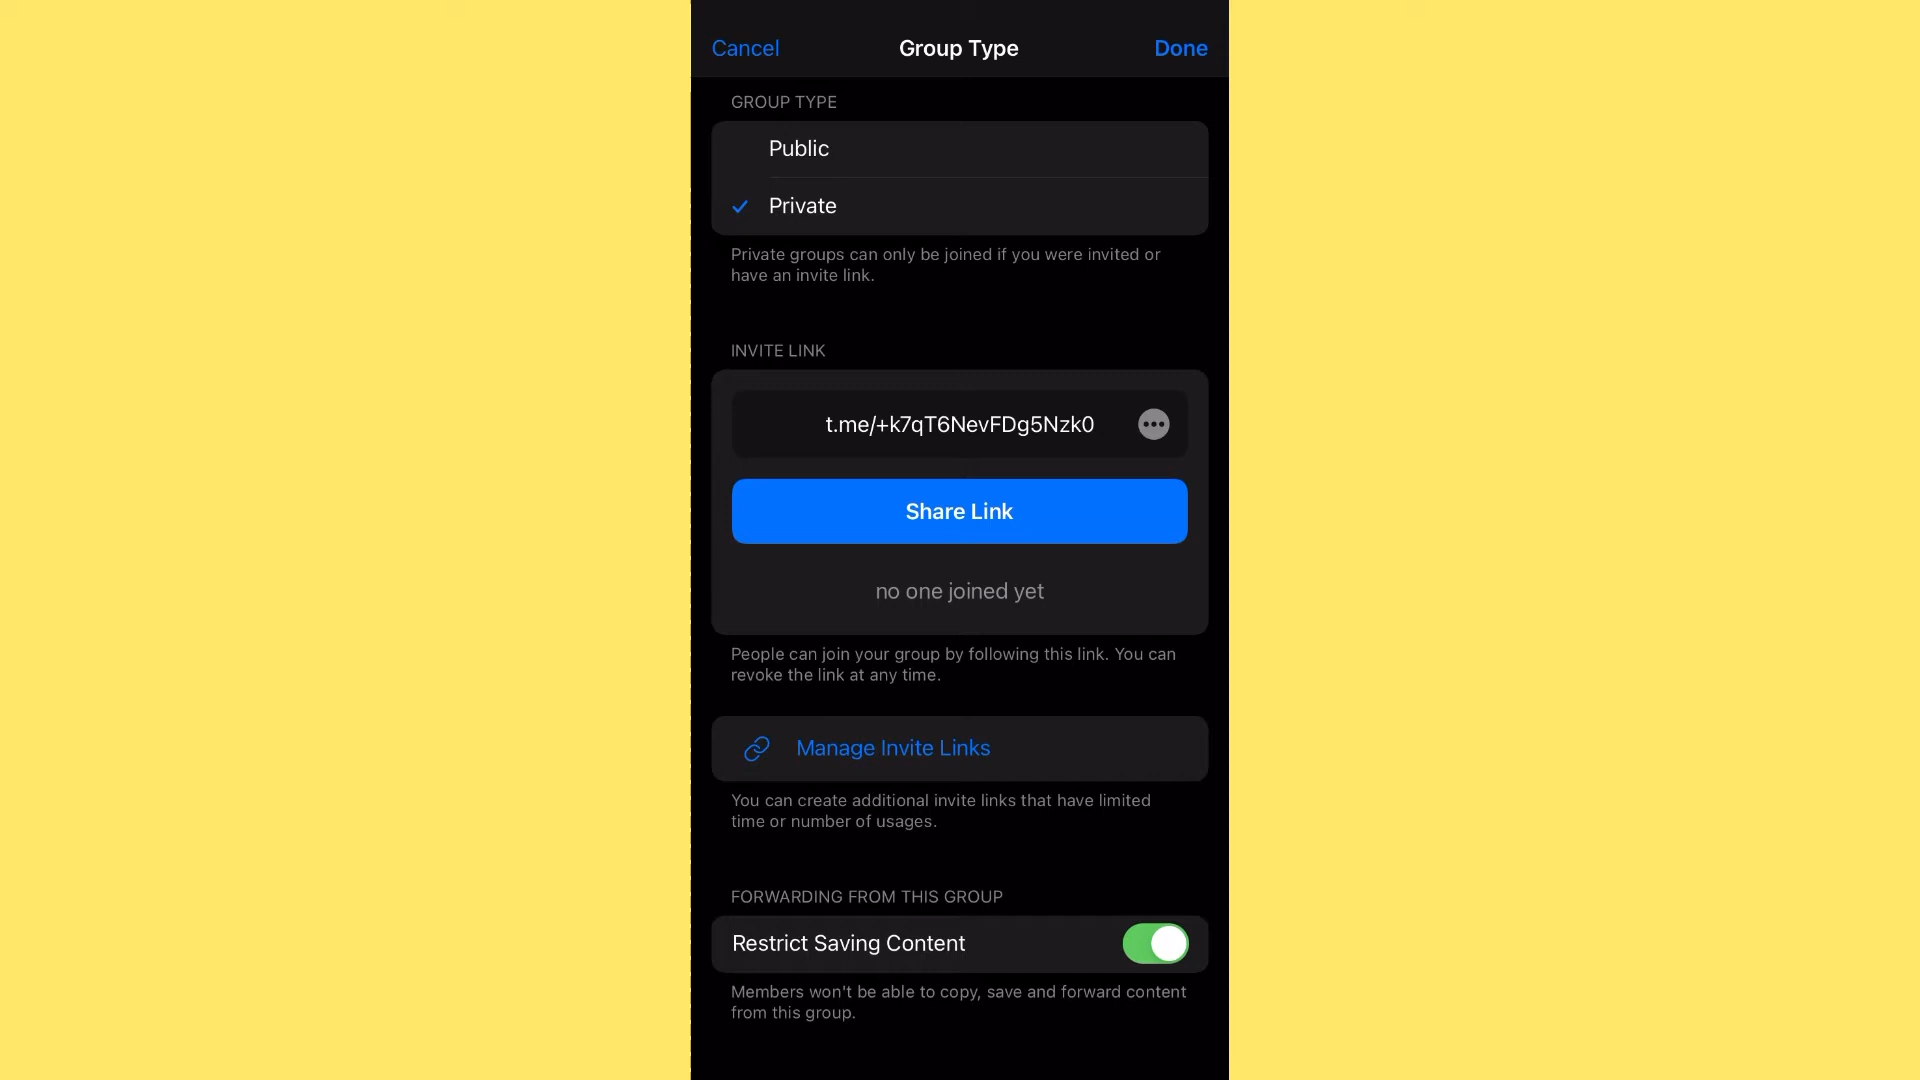 Cancel Group Type Done
GROUP TYPE
Public
Private
Private groups can only be joined if you were invited or
have an invite link.
INVITE LINK
t.me/+k7qT6NevFDg5Nzk0
Share Link
no one joined yet
People can join your group by following this link. You can
revoke the link at any time.
Manage Invite Links
You can create additional invite links that have limited
time or number of usages.
FORWARDING FROM THIS GROUP
Restrict Saving Content
Members won't be able to copy, save and forward content
from this group.